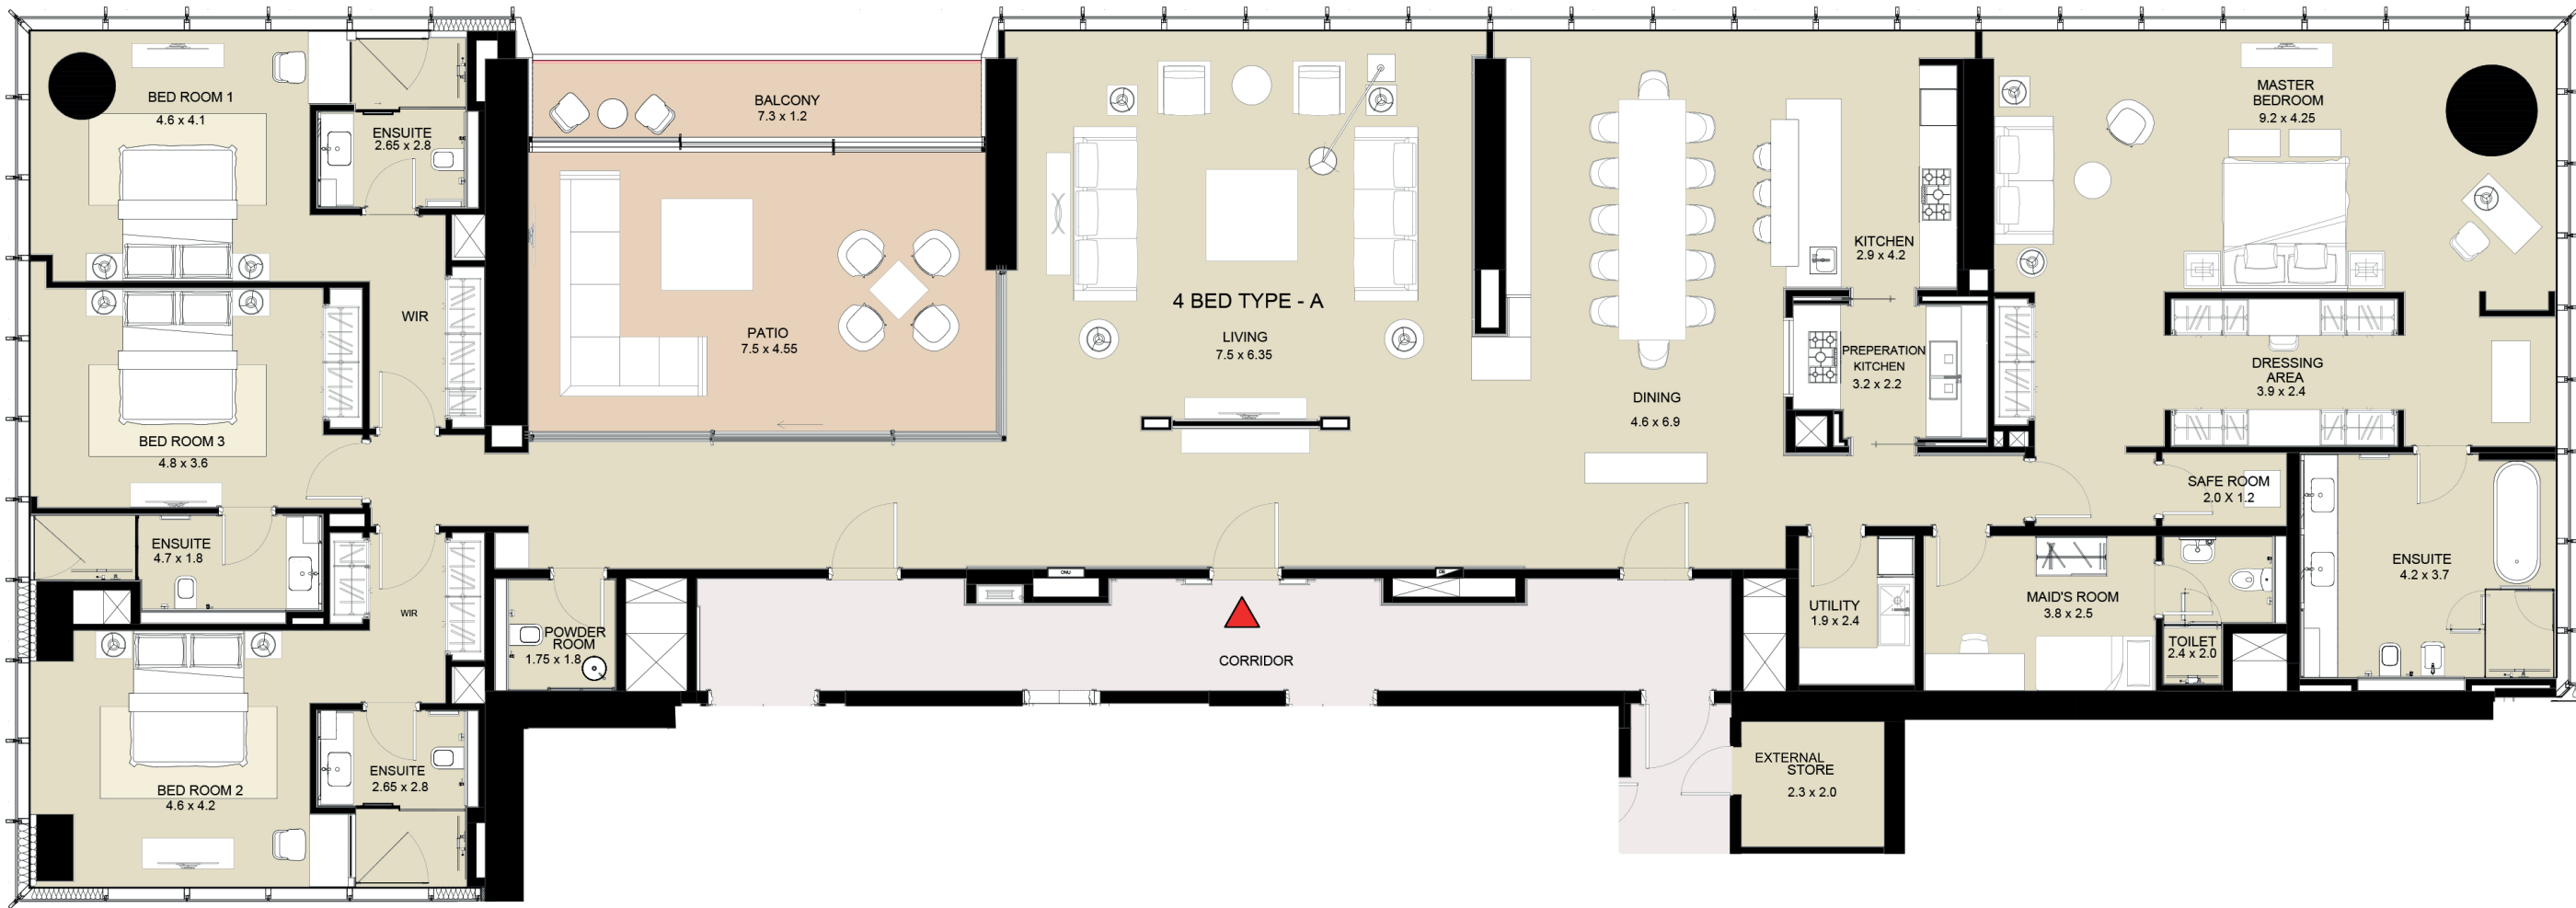 BED ROOM 1
4.6 x 4.1
ENSUITE
2.65 x 2.8
BALCONY
7.3 x 1.2
MASTER
BEDROOM
9.2 x 4.25
KITCHEN
2.9 x 4.2
4 BED TYPE - A
LIVING
7.5 x 6.35
WIR
PATIO
7.5 x 4.55
PREPERATION
KITCHEN
3.2 x 2.2
DRESSING
AREA
3.9 x 2.4
DINING
4.6 x 6.9
BED ROOM 3
4.8 x 3.6
SAFE ROOM
2.0 X 1.2
ENSUITE
4.7 x 1.8
ENSUITE
4.2 x 3.7
WIR
POWDER
ROOM
1.75 x 1.8
CORRIDOR
UTILITY
1.9 x 2.4
MAID'S ROOM
3.8 x 2.5
TOILET
2.4 x 2.0
BED ROOM 2
4.6 x 4.2
ENSUITE
2.65 x 2.8
EXTERNAL
STORE
2.3 x 2.0